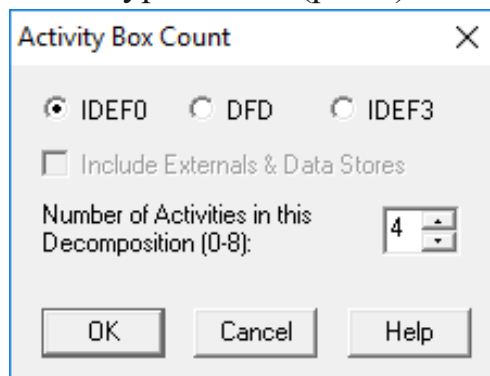 Activity Box Count
IDEF0 DFD IDEF3
Include Externals & Data Stores
Number of Activities in this
Decomposition (0-8):
4
OK Cancel Help